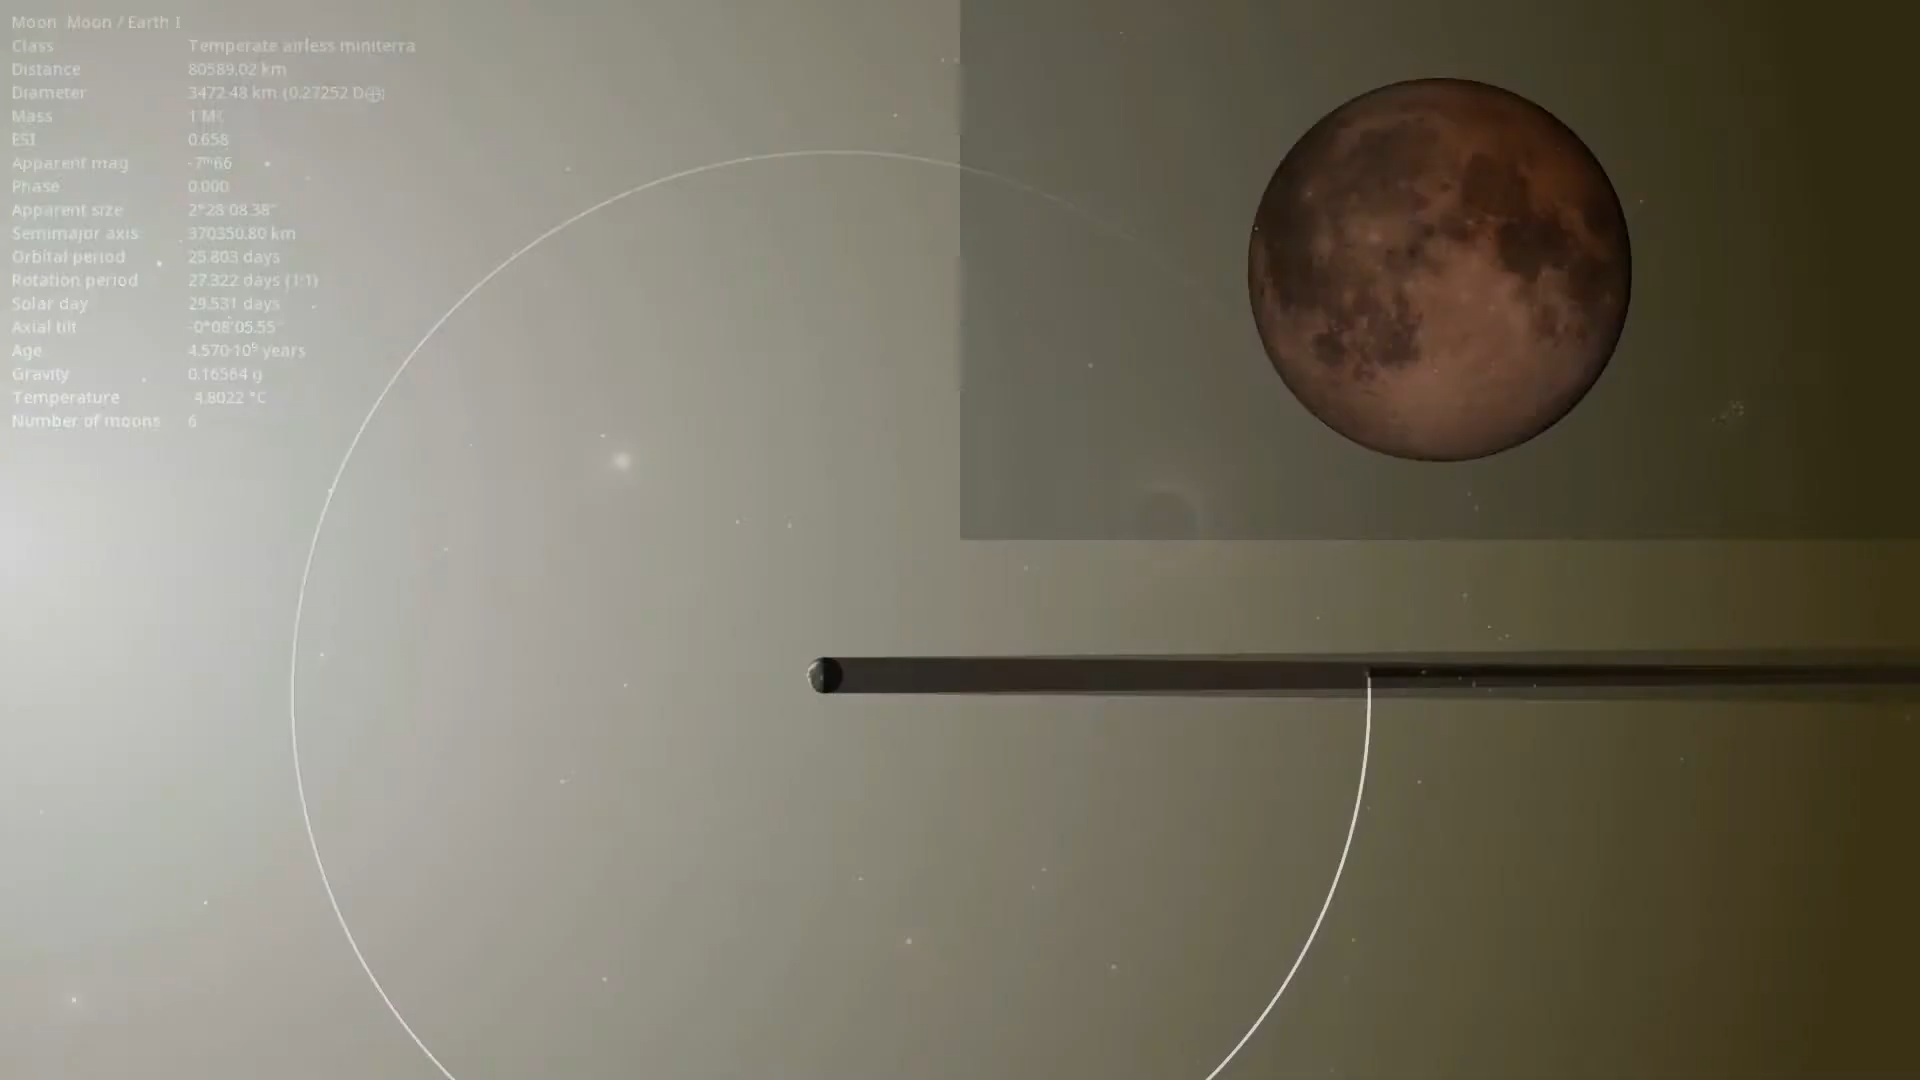 Moon Moon / Earth I
Class Temperate airless miniterra
Distance 80589.02 km
Diameter 3472.48 km (0.27252 D⊕)
Mass 1 M☾
ESI 0.658
Apparent mag -7ᵐ66
Phase 0.000
Apparent size 2°28'08.38"
Semimajor axis 370350.80 km
Orbital period 25.803 days
Rotation period 27.322 days (1:1)
Solar day 29.531 days
Axial tilt -0°08'05.55"
Age 4.570·10⁹ years
Gravity 0.16564 g
Temperature 4.8022 °C
Number of moons 6